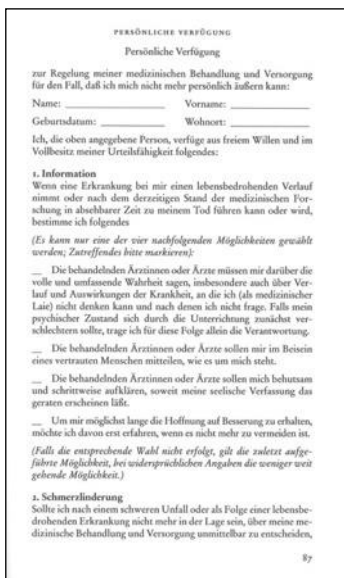 PERSÖNLICHE VERFÜGUNG
Persönliche Verfügung
zur Regelung meiner medizinischen Behandlung und Versorgung
für den Fall, daß ich mich nicht mehr persönlich äußern kann:
Name: Vorname:
Geburtsdatum: Wohnort:
Ich, die oben angegebene Person, verfüge aus freiem Willen und im
Vollbesitz meiner Urteilsfähigkeit folgendes:
1. Information
Wenn eine Erkrankung bei mir einen lebensbedrohenden Verlauf
nimmt oder nach dem derzeitigen Stand der medizinischen For-
schung in absehbarer Zeit zu meinem Tod führen kann oder wird,
bestimme ich folgendes
(Es kann nur eine der vier nachfolgenden Möglichkeiten gewählt
werden; Zutreffendes bitte markieren):
__ Die behandelnden Ärztinnen oder Ärzte müssen mir darüber die
volle und umfassende Wahrheit sagen, insbesondere auch über Ver-
lauf und Auswirkungen der Krankheit, an die ich (als medizinischer
Laie) nicht denken kann und nach denen ich nicht frage. Falls mein
psychischer Zustand sich durch die Unterrichtung zunächst ver-
schlechtern sollte, trage ich für diese Folge allein die Verantwortung.
__ Die behandelnden Ärztinnen oder Ärzte sollen mir im Beisein
eines vertrauten Menschen mitteilen, wie es um mich steht.
__ Die behandelnden Ärztinnen oder Ärzte sollen mich behutsam
und schrittweise aufklären, soweit meine seelische Verfassung das
geraten erscheinen läßt.
__ Um mir möglichst lange die Hoffnung auf Besserung zu erhalten,
möchte ich davon erst erfahren, wenn es nicht mehr zu vermeiden ist.
(Falls die entsprechende Wahl nicht erfolgt, gilt die zuletzt aufge-
führte Möglichkeit, bei widersprüchlichen Angaben die weniger weit
gehende Möglichkeit.)
2. Schmerzlinderung
Sollte ich nach einem schweren Unfall oder als Folge einer lebensbe-
drohenden Erkrankung nicht mehr in der Lage sein, über meine me-
dizinische Behandlung und Versorgung unmittelbar zu entscheiden,
87